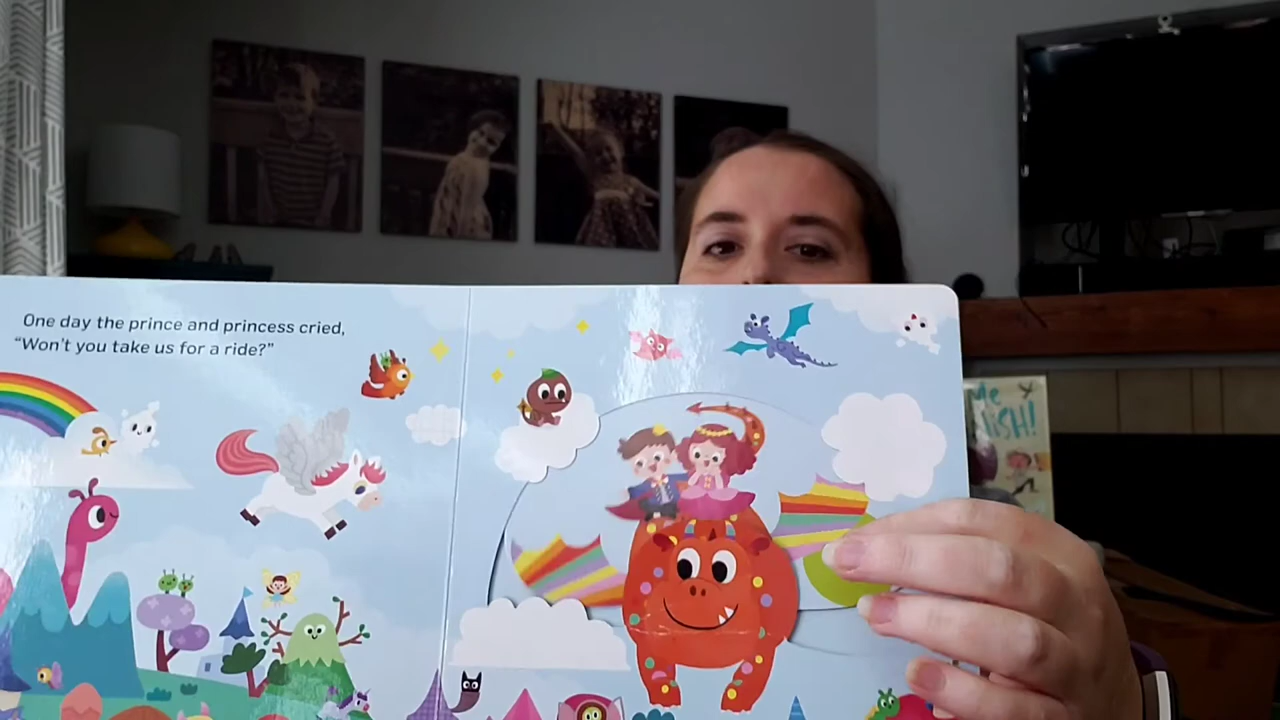 One day the prince and princess cried,
“Won’t you take us for a ride?”